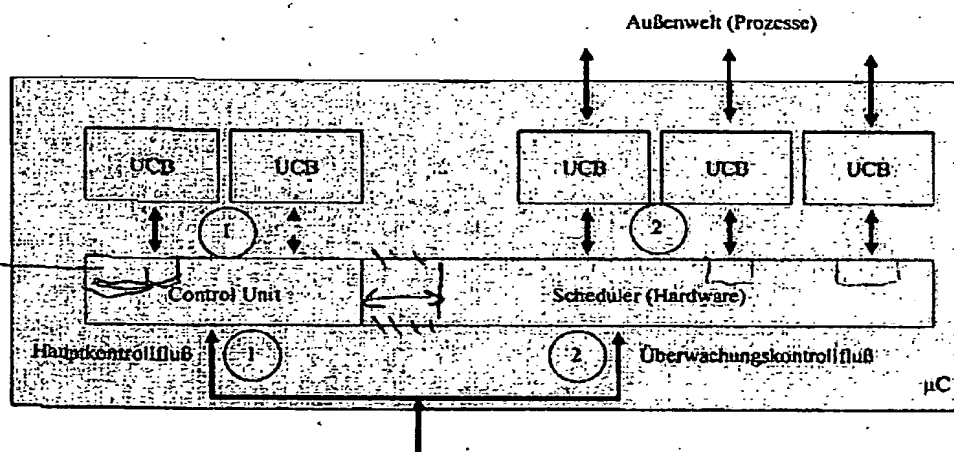 Außenwelt (Prozesse)
UCB UCB UCB UCB UCB
1 2
Control Unit Scheduler (Hardware)
Hauptkontrollfluß 1 2 Überwachungskontrollfluß
µC